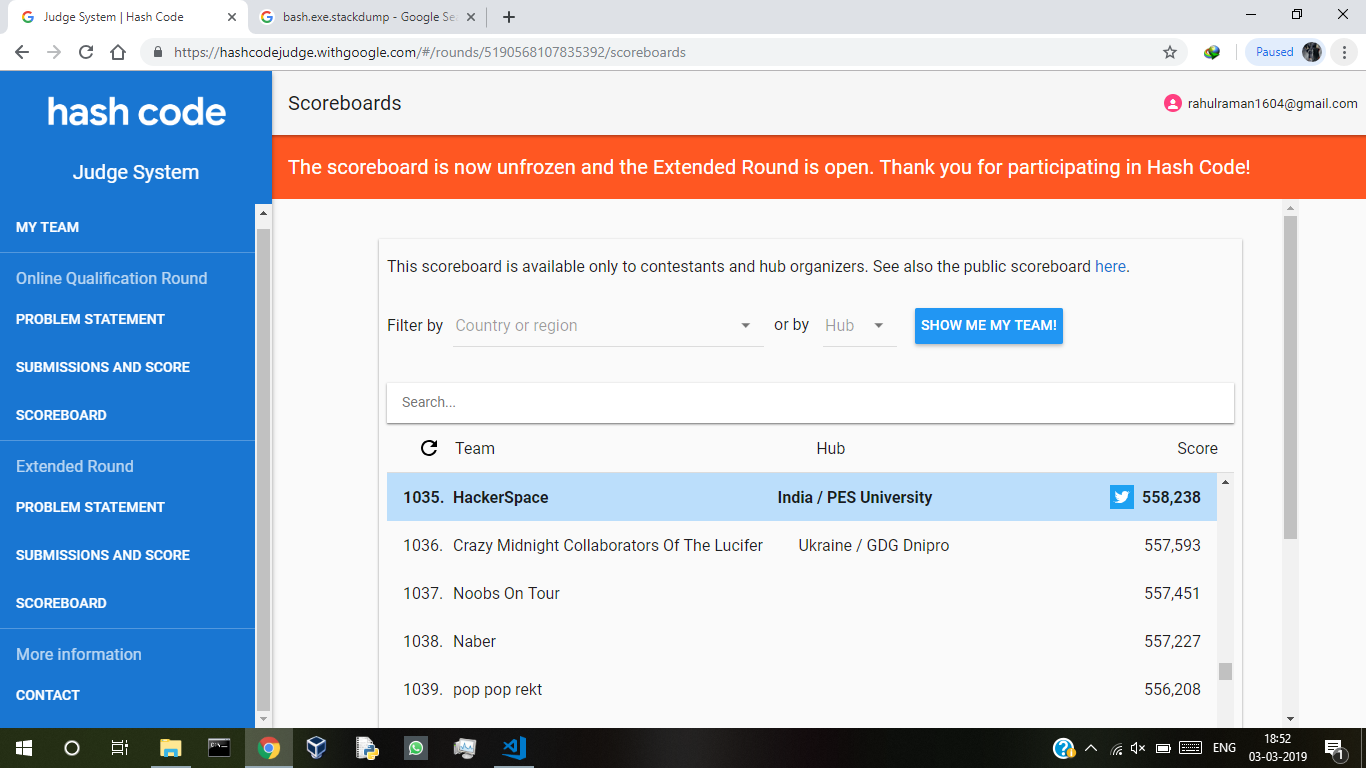 Judge System | Hash Code
bash.exe.stackdump - Google Se
https://hashcodejudge.withgoogle.com/#/rounds/5190568107835392/scoreboards
Paused
hash code
Judge System
MY TEAM
Online Qualification Round
PROBLEM STATEMENT
SUBMISSIONS AND SCORE
SCOREBOARD
Extended Round
PROBLEM STATEMENT
SUBMISSIONS AND SCORE
SCOREBOARD
More information
CONTACT
Scoreboards
rahulraman1604@gmail.com
The scoreboard is now unfrozen and the Extended Round is open. Thank you for participating in Hash Code!
This scoreboard is available only to contestants and hub organizers. See also the public scoreboard here.
Filter by Country or region or by Hub SHOW ME MY TEAM!
Search...
Team Hub Score
1035. HackerSpace India / PES University 558,238
1036. Crazy Midnight Collaborators Of The Lucifer Ukraine / GDG Dnipro 557,593
1037. Noobs On Tour 557,451
1038. Naber 557,227
1039. pop pop rekt 556,208
ENG
18:52
03-03-2019
1